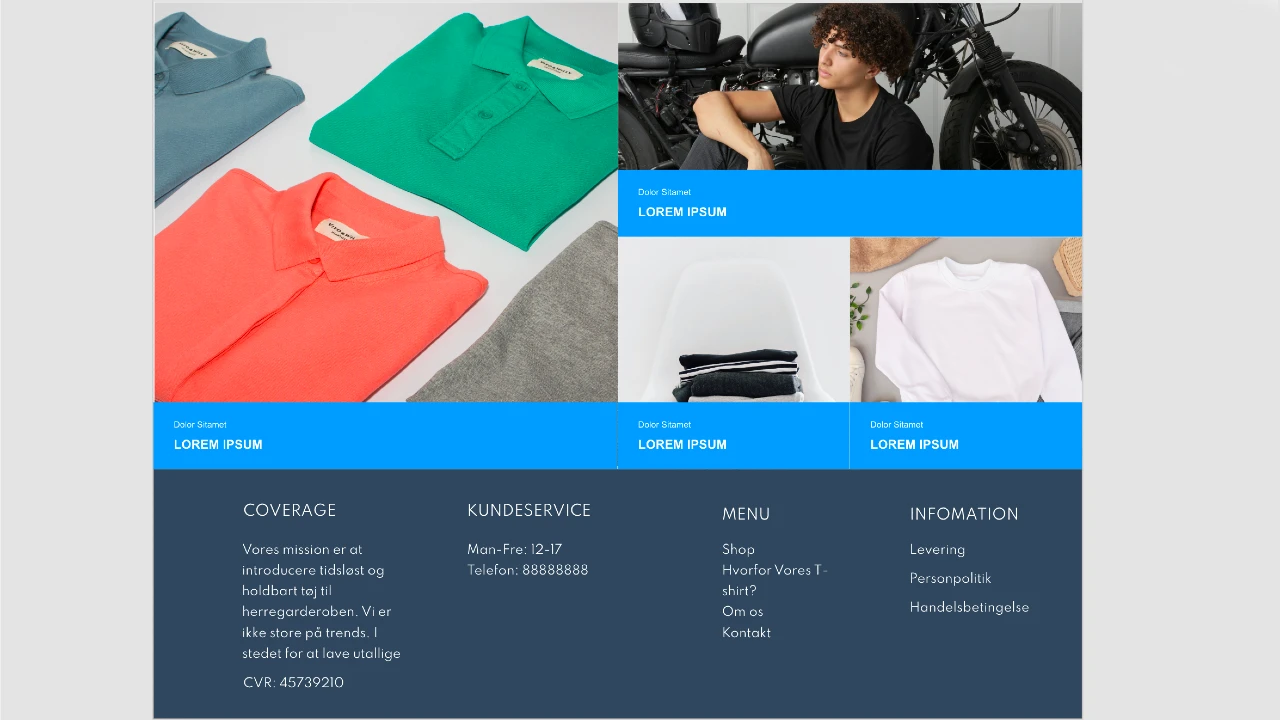 Dolor Sitamet
LOREM IPSUM
Dolor Sitamet
LOREM IPSUM
Dolor Sitamet
LOREM IPSUM
Dolor Sitamet
LOREM IPSUM
COVERAGE
Vores mission er at
introducere tidsløst og
holdbart tøj til
herregarderoben. Vi er
ikke store på trends. I
stedet for at lave utallige
CVR: 45739210
KUNDESERVICE
Man-Fre: 12-17
Telefon: 88888888
MENU
Shop
Hvorfor Vores T-
shirt?
Om os
Kontakt
INFOMATION
Levering
Personpolitik
Handelsbetingelse